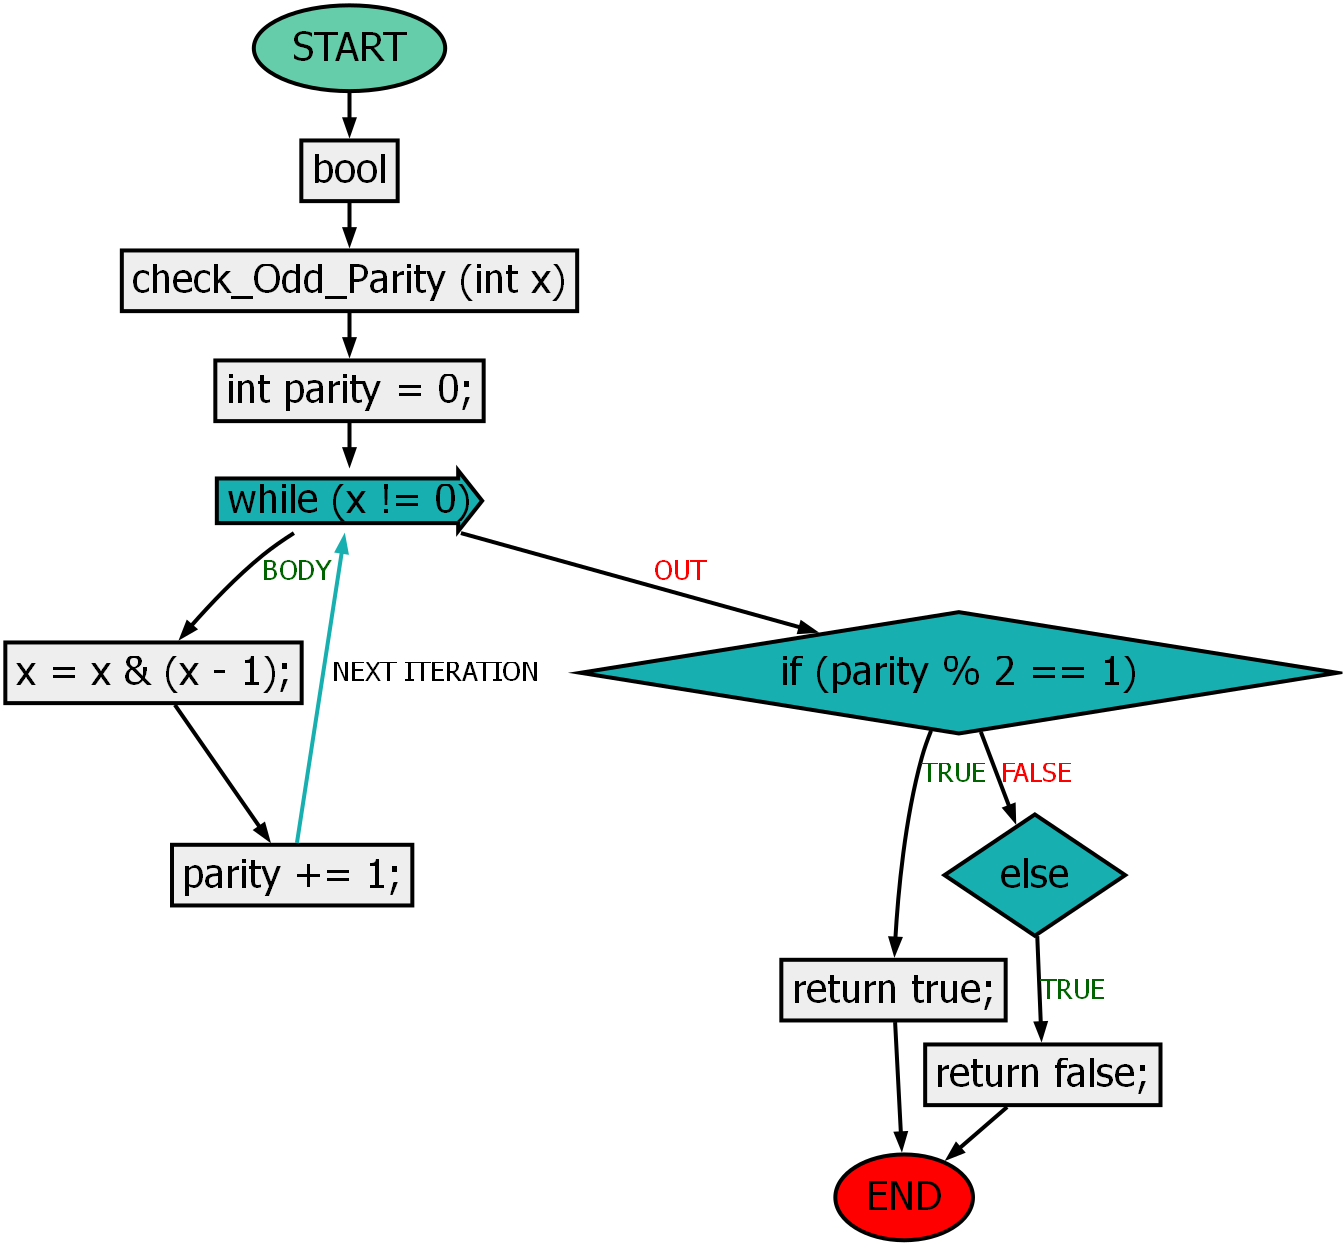 START
bool
check_Odd_Parity (int x)
int parity = 0;
while (x != 0)
BODY
OUT
x = x & (x - 1);
NEXT ITERATION
if (parity % 2 == 1)
TRUE
FALSE
parity += 1;
else
return true;
TRUE
return false;
END